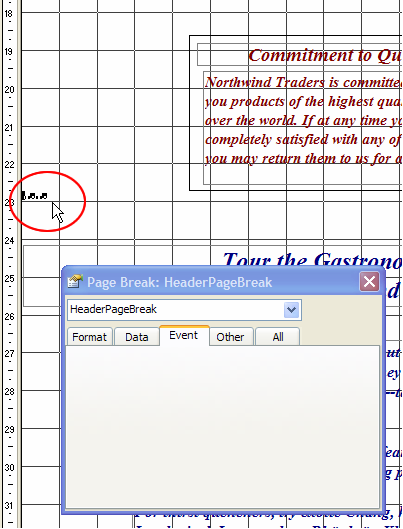 18
19
Commitment to Qu
20
Northwind Traders is committe
you products of the highest qua
21
over the world. If at any time yo
completely satisfied with any of
22
you may return them to us for a
23
24
Tour the Gastrono
25
Page Break: HeaderPageBreak
26
HeaderPageBreak
Format Data Event Other All
27
28
29
30
31